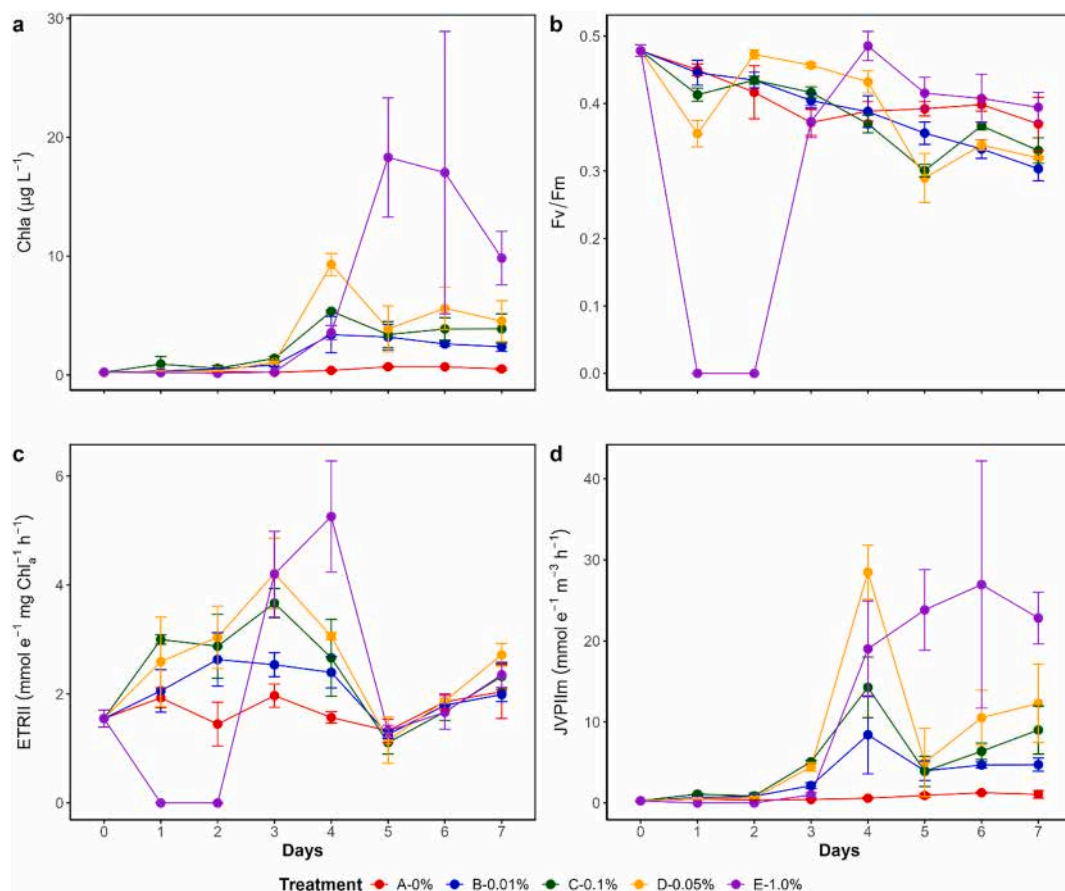 a
30
20
10
0
Chla (µg L⁻¹)
b
0.5
0.4
0.3
0.2
0.1
0.0
Fv/Fm
c
6
4
2
0
ETRII (mmol e⁻¹ mg Chlₐ⁻¹ h⁻¹)
0 1 2 3 4 5 6 7
Days
d
40
30
20
10
0
JVPIIm (mmol e⁻¹ m⁻³ h⁻¹)
0 1 2 3 4 5 6 7
Days
Treatment A-0% B-0.01% C-0.1% D-0.05% E-1.0%